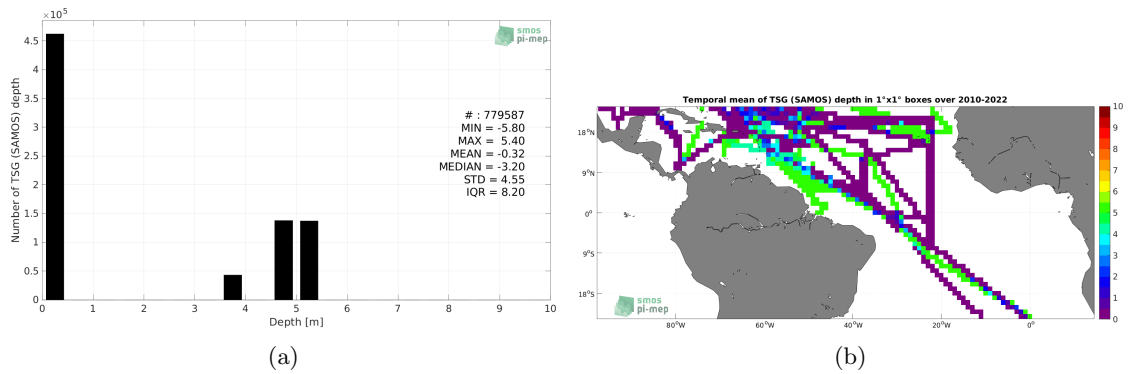 ×10⁵
smos
pi-mep
4.5
4
3.5
3
2.5
2
1.5
1
0.5
0
Number of TSG (SAMOS) depth
# : 779587
MIN = -5.80
MAX = 5.40
MEAN = -0.32
MEDIAN = -3.20
STD = 4.55
IQR = 8.20
0 1 2 3 4 5 6 7 8 9 10
Depth [m]
(a)
Temporal mean of TSG (SAMOS) depth in 1°x1° boxes over 2010-2022
18°N
9°N
0°
9°S
18°S
80°W 60°W 40°W 20°W 0°
10
9
8
7
6
5
4
3
2
1
0
smos
pi-mep
(b)